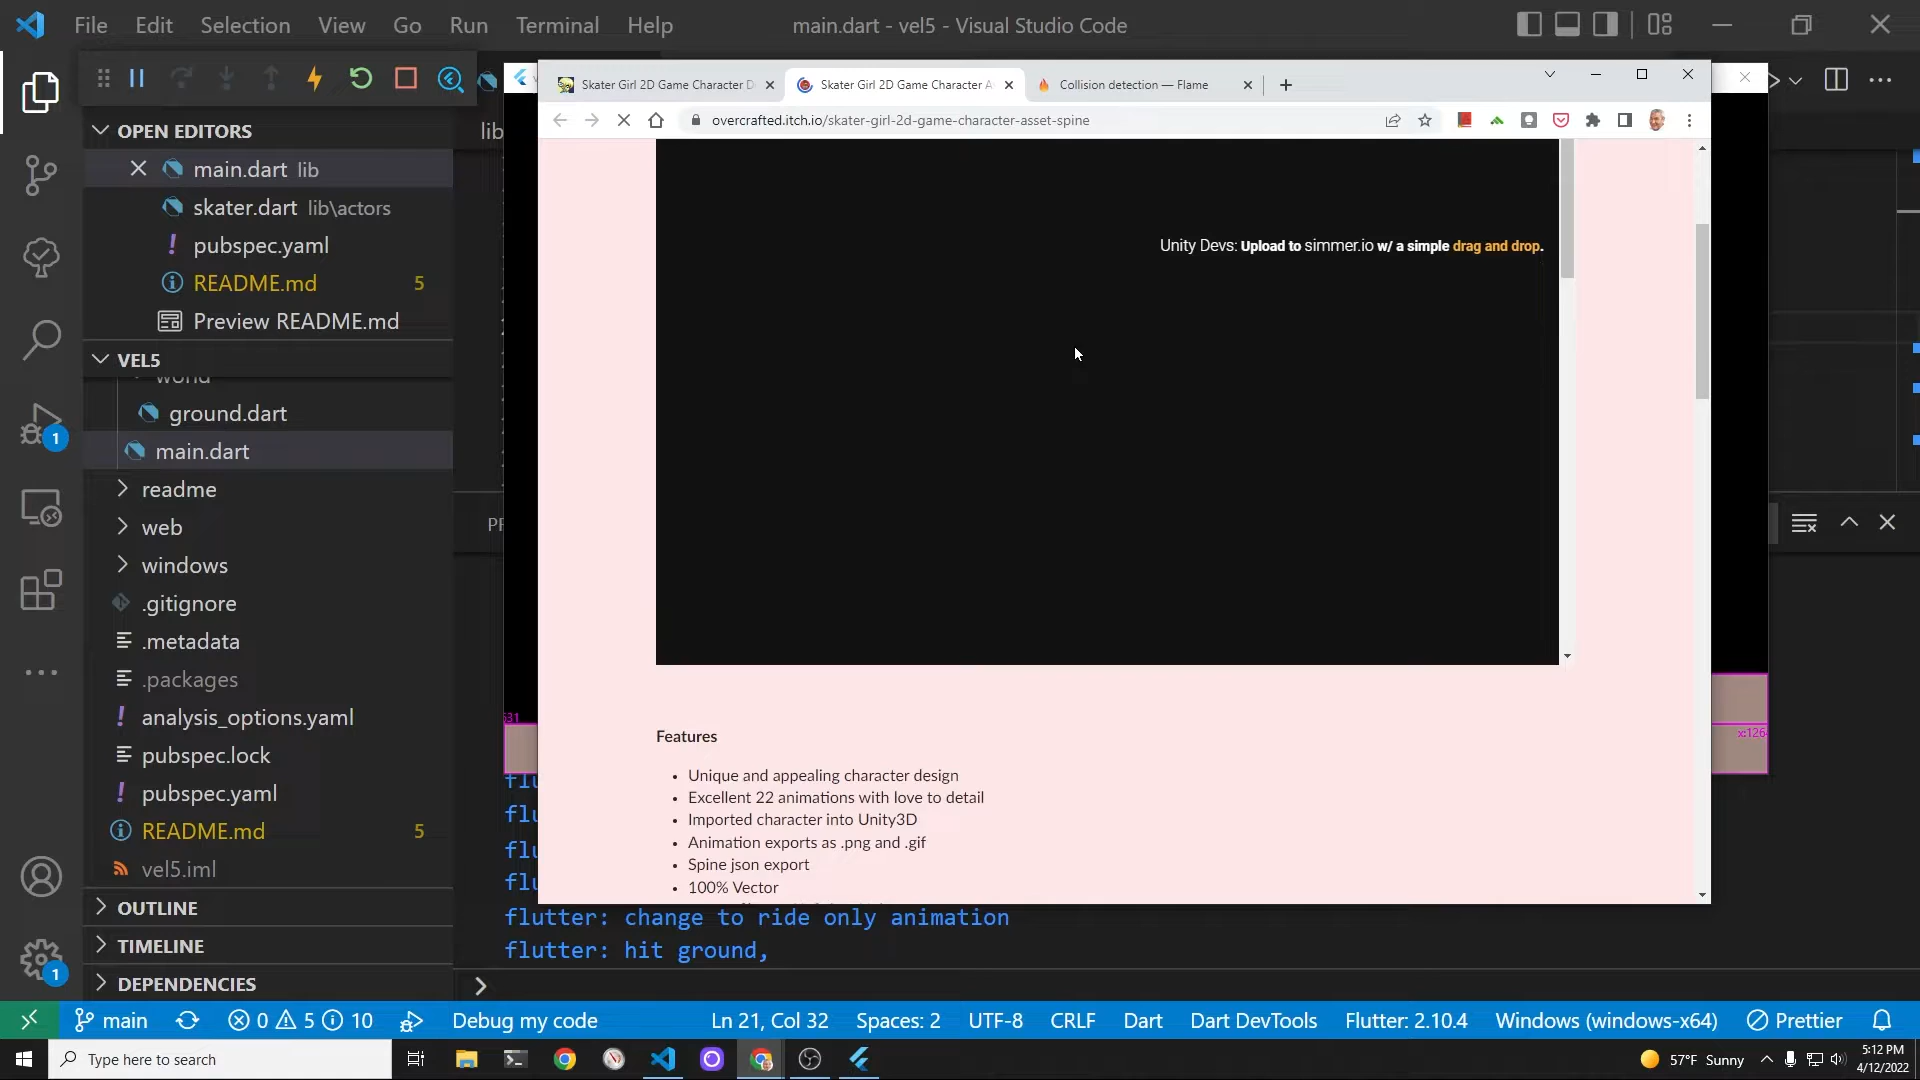 File Edit Selection View Go Run Terminal Help
main.dart - vel5 - Visual Studio Code
OPEN EDITORS
main.dart lib
skater.dart lib\actors
pubspec.yaml
README.md 5
Preview README.md
VEL5
world
ground.dart
main.dart
readme
web
windows
.gitignore
.metadata
.packages
analysis_options.yaml
pubspec.lock
pubspec.yaml
README.md 5
vel5.iml
OUTLINE
TIMELINE
DEPENDENCIES
1
1
lib
Skater Girl 2D Game Character D
Skater Girl 2D Game Character A
Collision detection — Flame
overcrafted.itch.io/skater-girl-2d-game-character-asset-spine
Unity Devs: Upload to simmer.io w/ a simple drag and drop.
Features
Unique and appealing character design
Excellent 22 animations with love to detail
Imported character into Unity3D
Animation exports as .png and .gif
Spine json export
100% Vector
531
x:126
flutter: change to ride only animation
flutter: hit ground,
main 0 5 10 Debug my code Ln 21, Col 32 Spaces: 2 UTF-8 CRLF Dart Dart DevTools Flutter: 2.10.4 Windows (windows-x64) Prettier
Type here to search
57°F Sunny
5:12 PM
4/12/2022